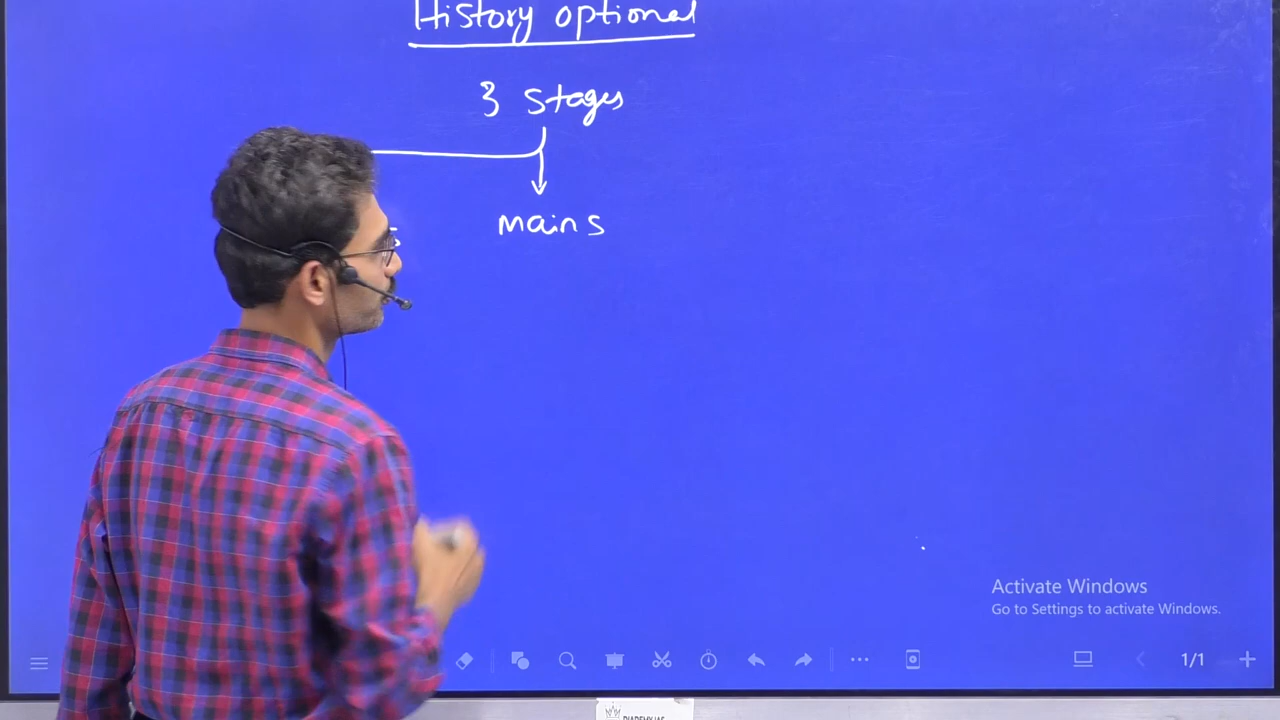 History optional
3 Stages
mains
Activate Windows
Go to Settings to activate Windows.
1/1